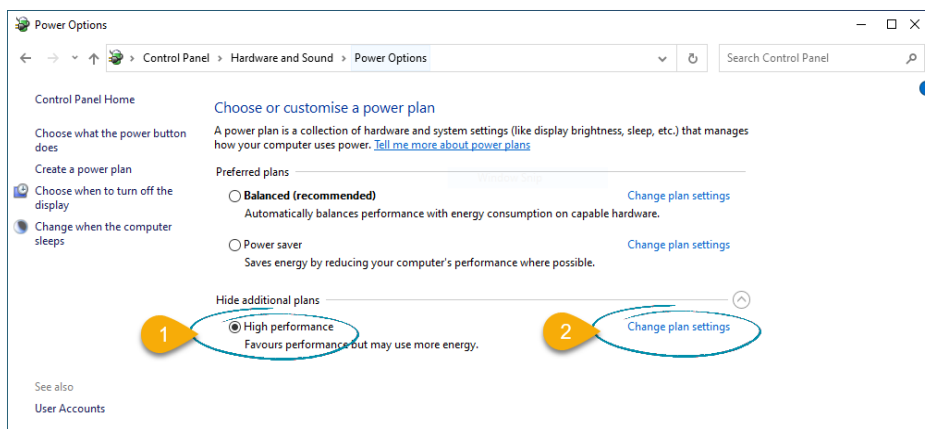 Power Options
Control Panel > Hardware and Sound > Power Options
Search Control Panel
Control Panel Home
Choose what the power button
does
Create a power plan
Choose when to turn off the
display
Change when the computer
sleeps
See also
User Accounts
Choose or customise a power plan
A power plan is a collection of hardware and system settings (like display brightness, sleep, etc.) that manages
how your computer uses power. Tell me more about power plans
Preferred plans
Balanced (recommended) Change plan settings
Automatically balances performance with energy consumption on capable hardware.
Power saver Change plan settings
Saves energy by reducing your computer's performance where possible.
Hide additional plans
1 High performance 2 Change plan settings
Favours performance but may use more energy.